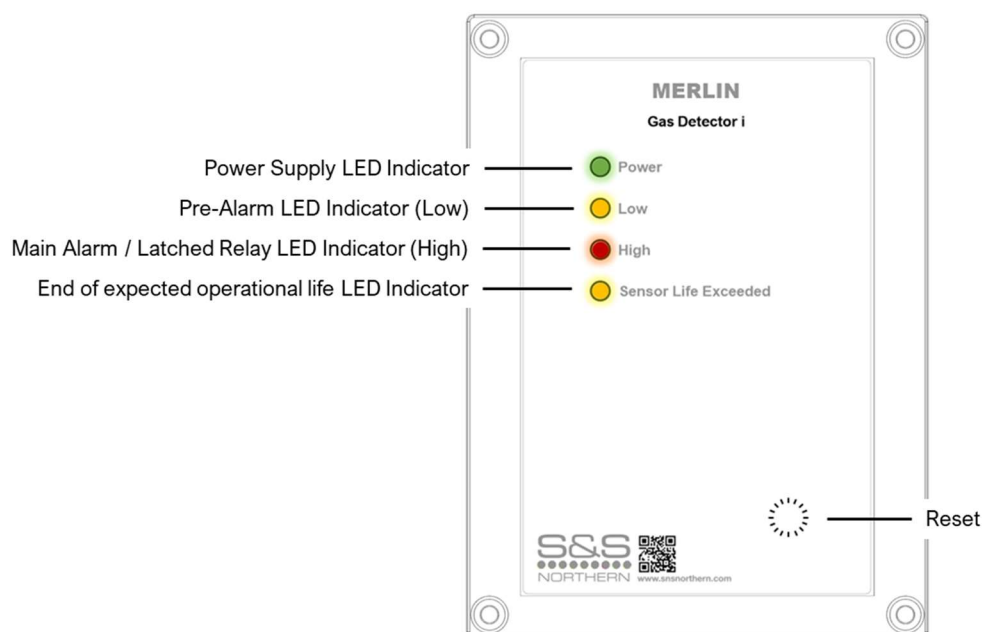 MERLIN
Gas Detector i
Power Supply LED Indicator
Power
Pre-Alarm LED Indicator (Low)
Low
Main Alarm / Latched Relay LED Indicator (High)
High
End of expected operational life LED Indicator
Sensor Life Exceeded
Reset
S&S
NORTHERN
www.snsnorthern.com